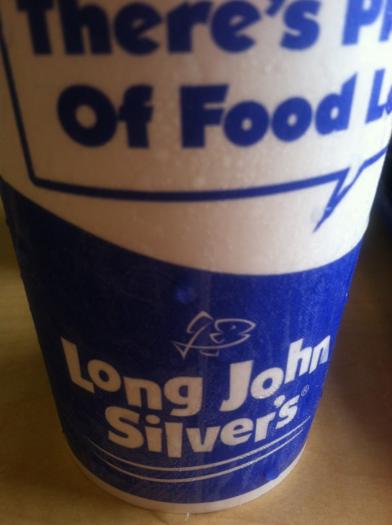 There's
Of Food
Long John
Silver's®